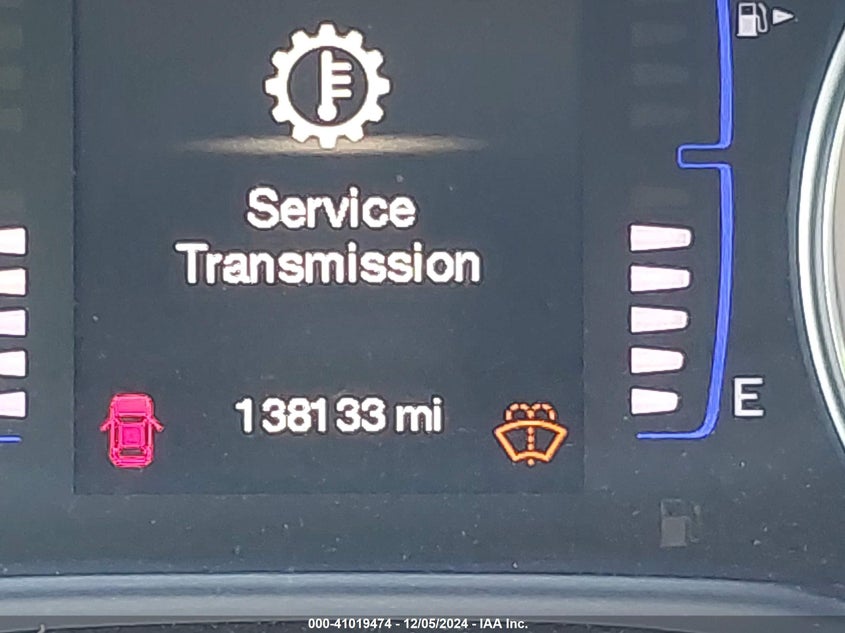 Service
Transmission
138133 mi
E
000-41019474 - 12/05/2024 - IAA Inc.